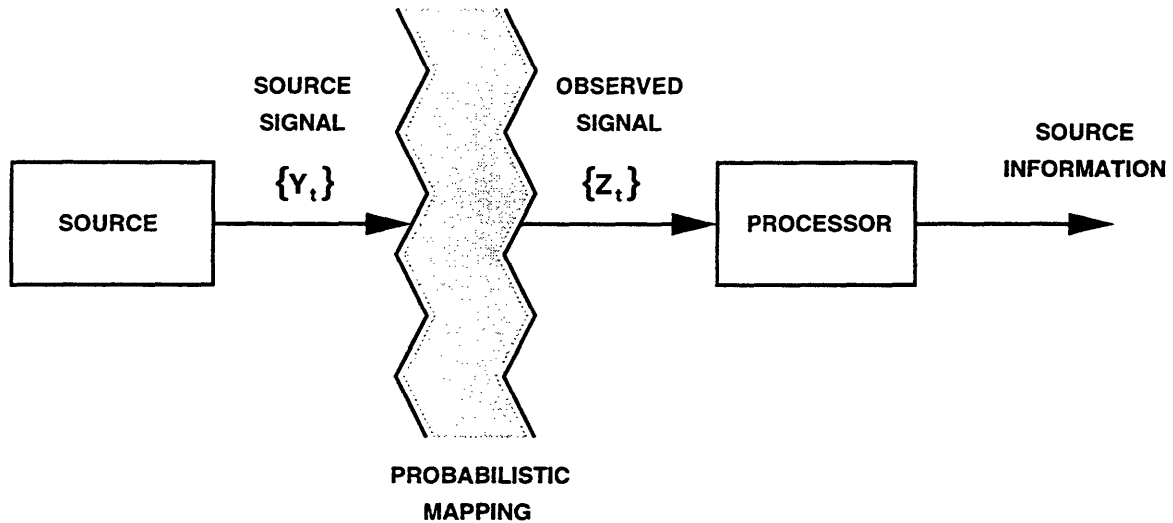 SOURCE
SIGNAL
{Y_t}
OBSERVED
SIGNAL
{Z_t}
SOURCE
INFORMATION
SOURCE
PROCESSOR
PROBABILISTIC
MAPPING